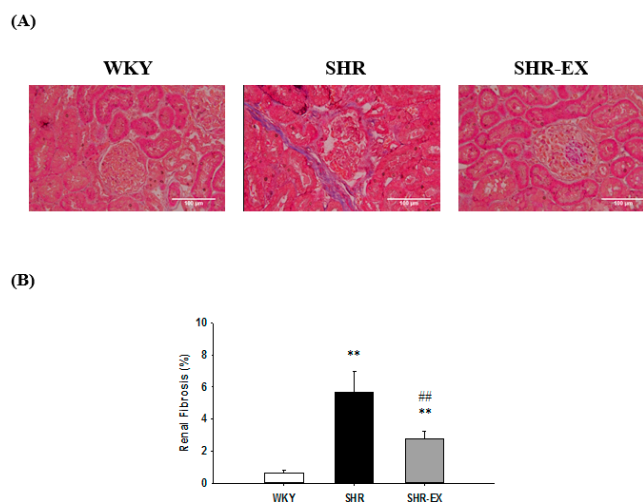 (A)
WKY SHR SHR-EX
100 µm 100 µm 100 µm
(B)
Renal Fibrosis (%)
10
8
6
4
2
0
**
##
**
WKY SHR SHR-EX